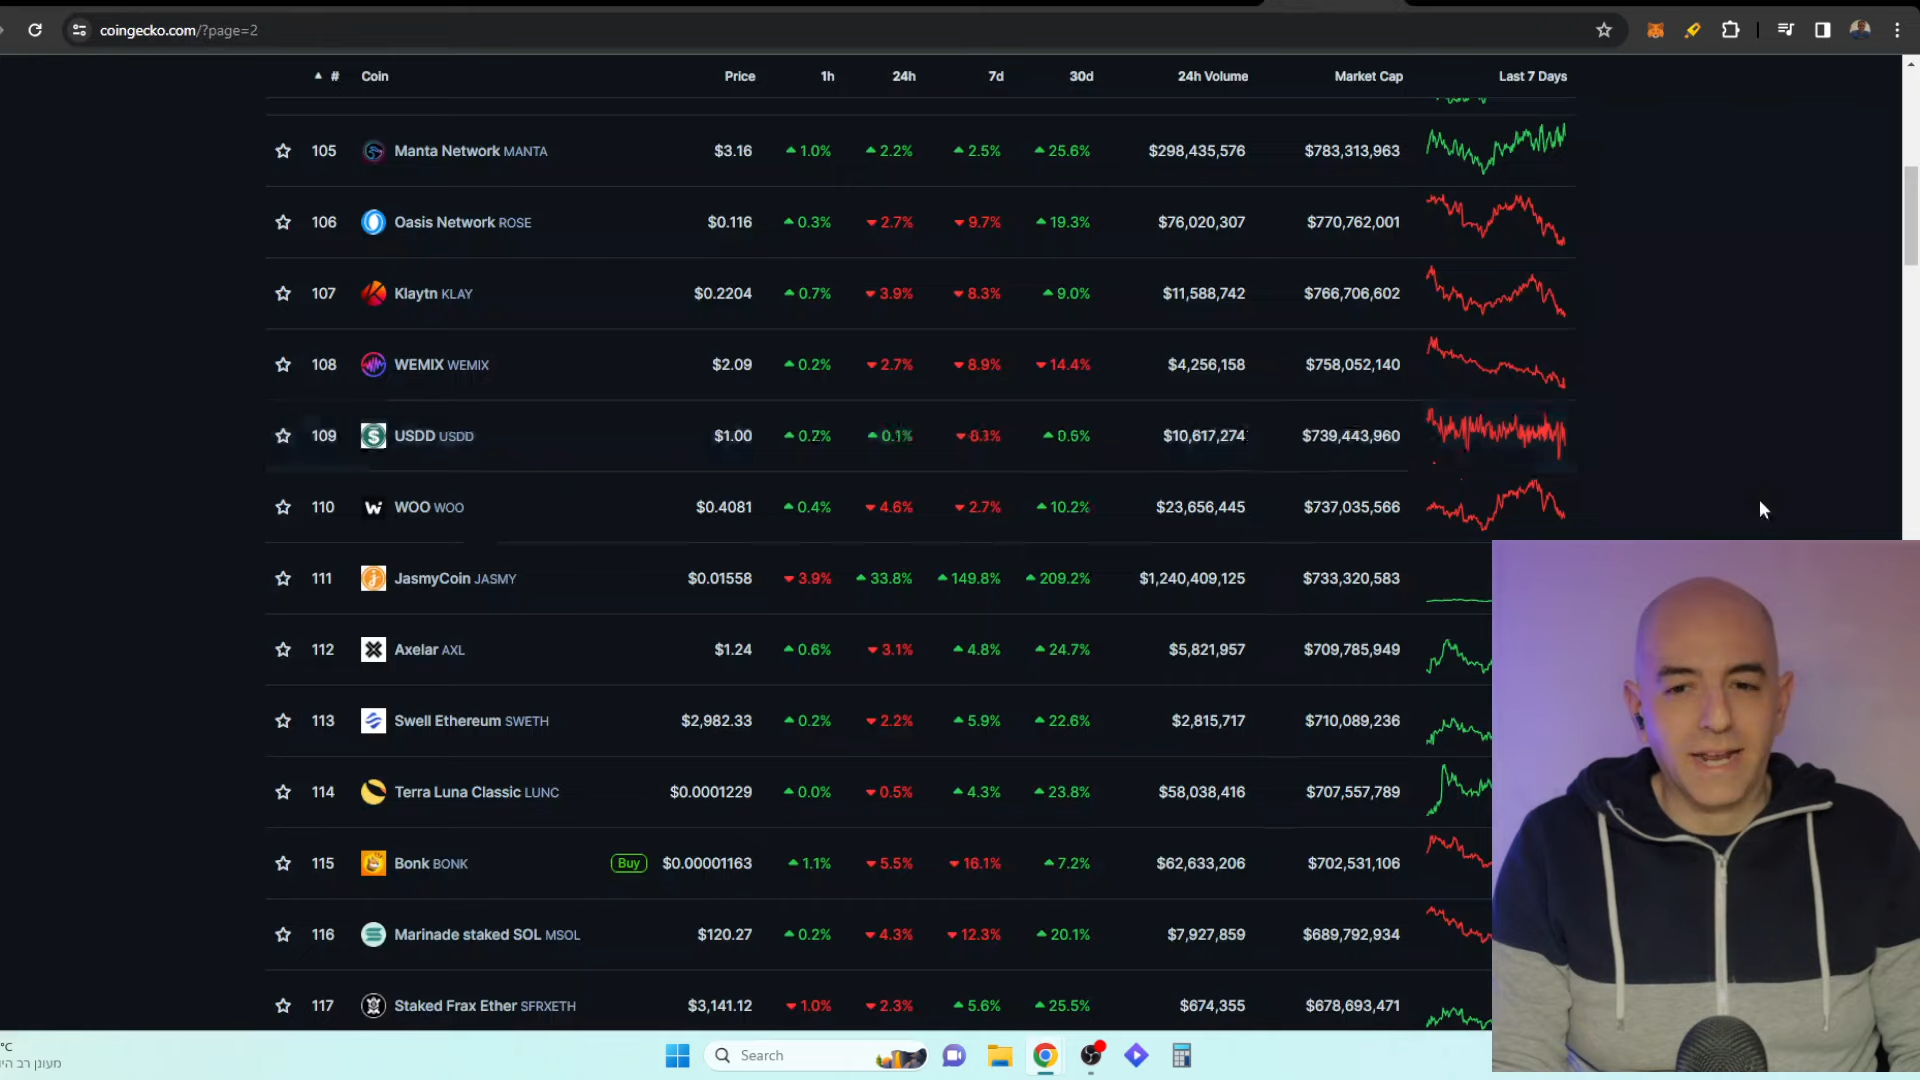 coingecko.com/?page=2
# Coin Price 1h 24h 7d 30d 24h Volume Market Cap Last 7 Days
105 Manta Network MANTA $3.16 1.0% 2.2% 2.5% 25.6% $298,435,576 $783,313,963
106 Oasis Network ROSE $0.116 0.3% 2.7% 9.7% 19.3% $76,020,307 $770,762,001
107 Klaytn KLAY $0.2204 0.7% 3.9% 8.3% 9.0% $11,588,742 $766,706,602
108 WEMIX WEMIX $2.09 0.2% 2.7% 8.9% 14.4% $4,256,158 $758,052,140
109 USDD USDD $1.00 0.2% 0.1% $10,617,274 $739,443,960
110 WOO WOO $0.4081 0.4% 4.6% 2.7% 10.2% $23,656,445 $737,035,566
111 JasmyCoin JASMY $0.01558 3.9% 33.8% 149.8% 209.2% $1,240,409,125 $733,320,583
112 Axelar AXL $1.24 0.6% 3.1% 4.8% 24.7% $5,821,957 $709,785,949
113 Swell Ethereum SWETH $2,982.33 0.2% 2.2% 5.9% 22.6% $2,815,717 $710,089,236
114 Terra Luna Classic LUNC $0.0001229 0.0% 0.5% 4.3% 23.8% $58,038,416 $707,557,789
115 Bonk BONK Buy $0.00001163 1.1% 5.5% 16.1% 7.2% $62,633,206 $702,531,106
116 Marinade staked SOL MSOL $120.27 0.2% 4.3% 12.3% 20.1% $7,927,859 $689,792,934
117 Staked Frax Ether SFRXETH $3,141.12 1.0% 2.3% 5.6% 25.5% $674,355 $678,693,471
°C
מעונן רב היו
Search